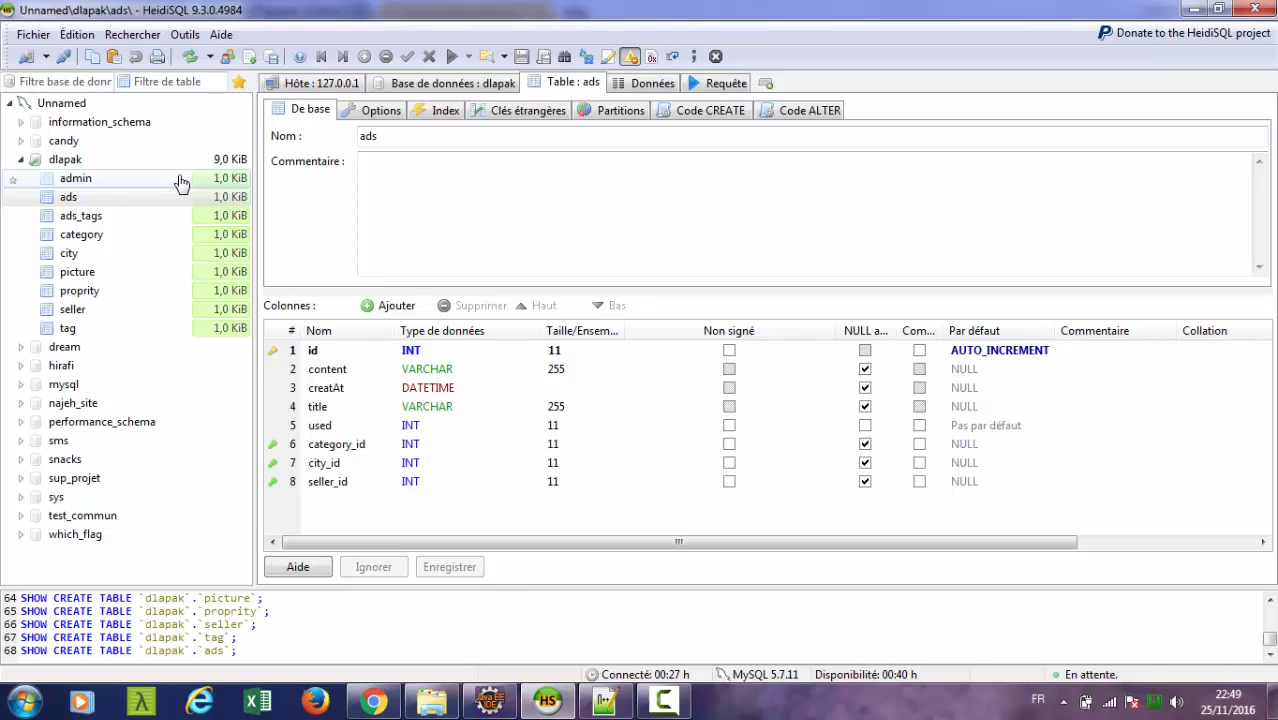 Unnamed\dlapak\ads\ - HeidiSQL 9.3.0.4984
Fichier Édition Rechercher Outils Aide
Donate to the HeidiSQL project
Filtre base de donr Filtre de table
Hôte : 127.0.0.1 Base de données : dlapak Table : ads Données Requête
Unnamed
information_schema
candy
dlapak 9,0 KiB
admin 1,0 KiB
ads 1,0 KiB
ads_tags 1,0 KiB
category 1,0 KiB
city 1,0 KiB
picture 1,0 KiB
proprity 1,0 KiB
seller 1,0 KiB
tag 1,0 KiB
dream
hirafi
mysql
najeh_site
performance_schema
sms
snacks
sup_projet
sys
test_commun
which_flag
De base Options Index Clés étrangères Partitions Code CREATE Code ALTER
Nom : ads
Commentaire :
Colonnes : Ajouter Supprimer Haut Bas
# Nom Type de données Taille/Ensem... Non signé NULL a... Com... Par défaut Commentaire Collation
1 id INT 11 AUTO_INCREMENT
2 content VARCHAR 255 NULL
3 creatAt DATETIME NULL
4 title VARCHAR 255 NULL
5 used INT 11 Pas par défaut
6 category_id INT 11 NULL
7 city_id INT 11 NULL
8 seller_id INT 11 NULL
Aide Ignorer Enregistrer
64 SHOW CREATE TABLE `dlapak`.`picture`;
65 SHOW CREATE TABLE `dlapak`.`proprity`;
66 SHOW CREATE TABLE `dlapak`.`seller`;
67 SHOW CREATE TABLE `dlapak`.`tag`;
68 SHOW CREATE TABLE `dlapak`.`ads`;
Connecté: 00:27 h MySQL 5.7.11 Disponibilité: 00:40 h En attente.
Java EE
IDE
HS
FR
22:49
25/11/2016